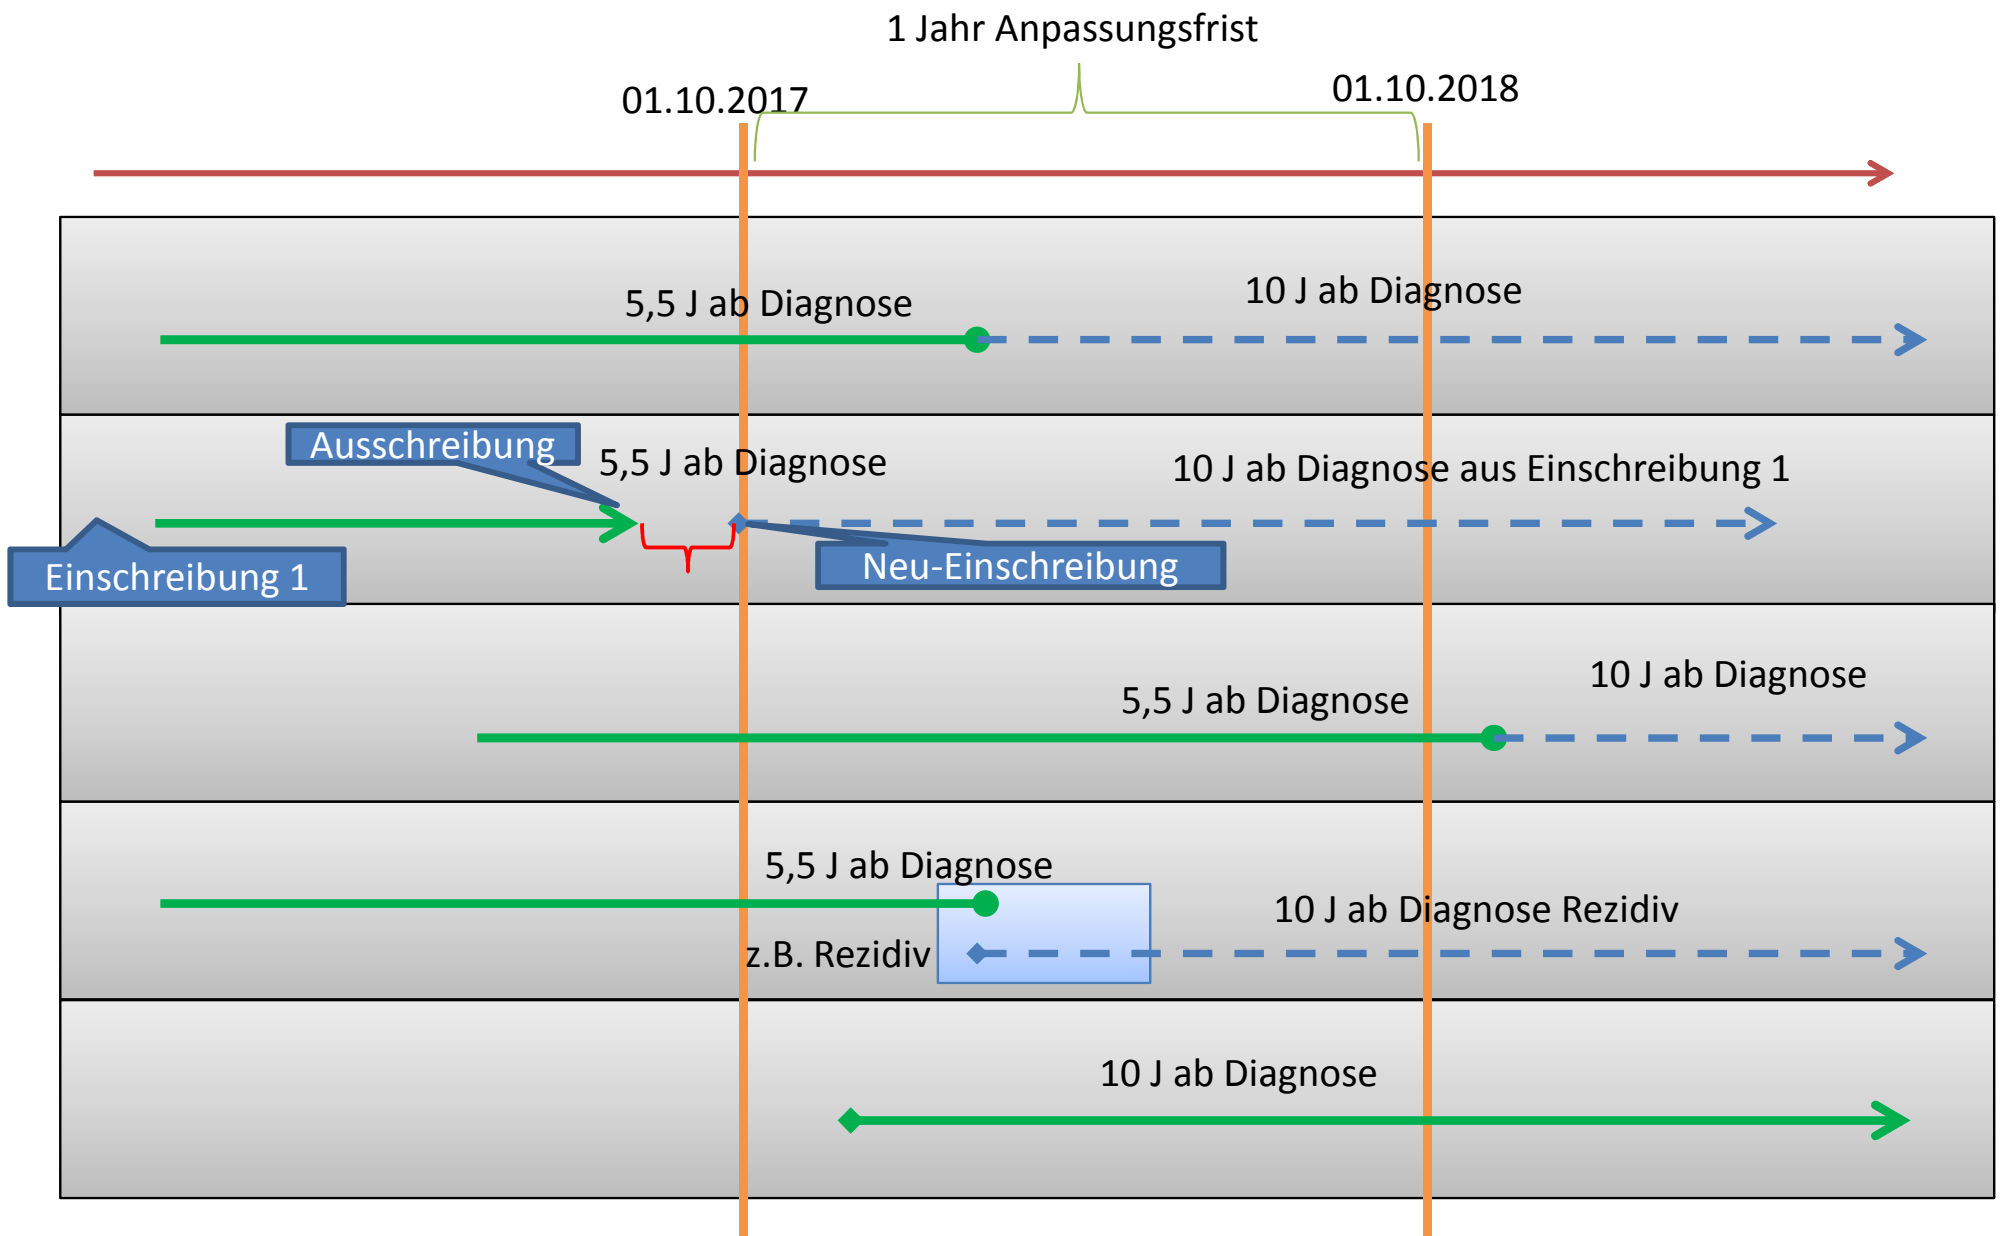 1 Jahr Anpassungsfrist
01.10.2017
01.10.2018
5,5 J ab Diagnose
10 J ab Diagnose
Ausschreibung
5,5 J ab Diagnose
10 J ab Diagnose aus Einschreibung 1
Einschreibung 1
Neu-Einschreibung
5,5 J ab Diagnose
10 J ab Diagnose
5,5 J ab Diagnose
z.B. Rezidiv
10 J ab Diagnose Rezidiv
10 J ab Diagnose